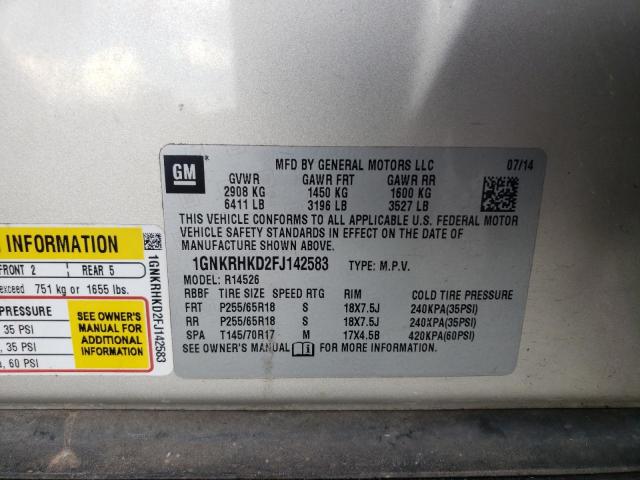 GM
MFD BY GENERAL MOTORS LLC 07/14
GVWR GAWR FRT GAWR RR
2908 KG 1450 KG 1600 KG
6411 LB 3196 LB 3527 LB
THIS VEHICLE CONFORMS TO ALL APPLICABLE U.S. FEDERAL MOTOR
VEHICLE SAFETY STANDARDS IN EFFECT ON THE DATE OF
MANUFACTURE SHOWN ABOVE.
1GNKRHKD2FJ142583 TYPE: M.P.V.
MODEL: R14526
RBBF TIRE SIZE SPEED RTG RIM COLD TIRE PRESSURE
FRT P255/65R18 S 18X7.5J 240KPA(35PSI)
RR P255/65R18 S 18X7.5J 240KPA(35PSI)
SPA T145/70R17 M 17X4.5B 420KPA(60PSI)
SEE OWNER'S MANUAL FOR MORE INFORMATION.
INFORMATION
FRONT 2 REAR 5
exceed 751 kg or 1655 lbs.
PRESSURE
35 PSI
35 PSI
60 PSI
SEE OWNER'S
MANUAL FOR
ADDITIONAL
INFORMATION
1GNKRHKD2FJ142583